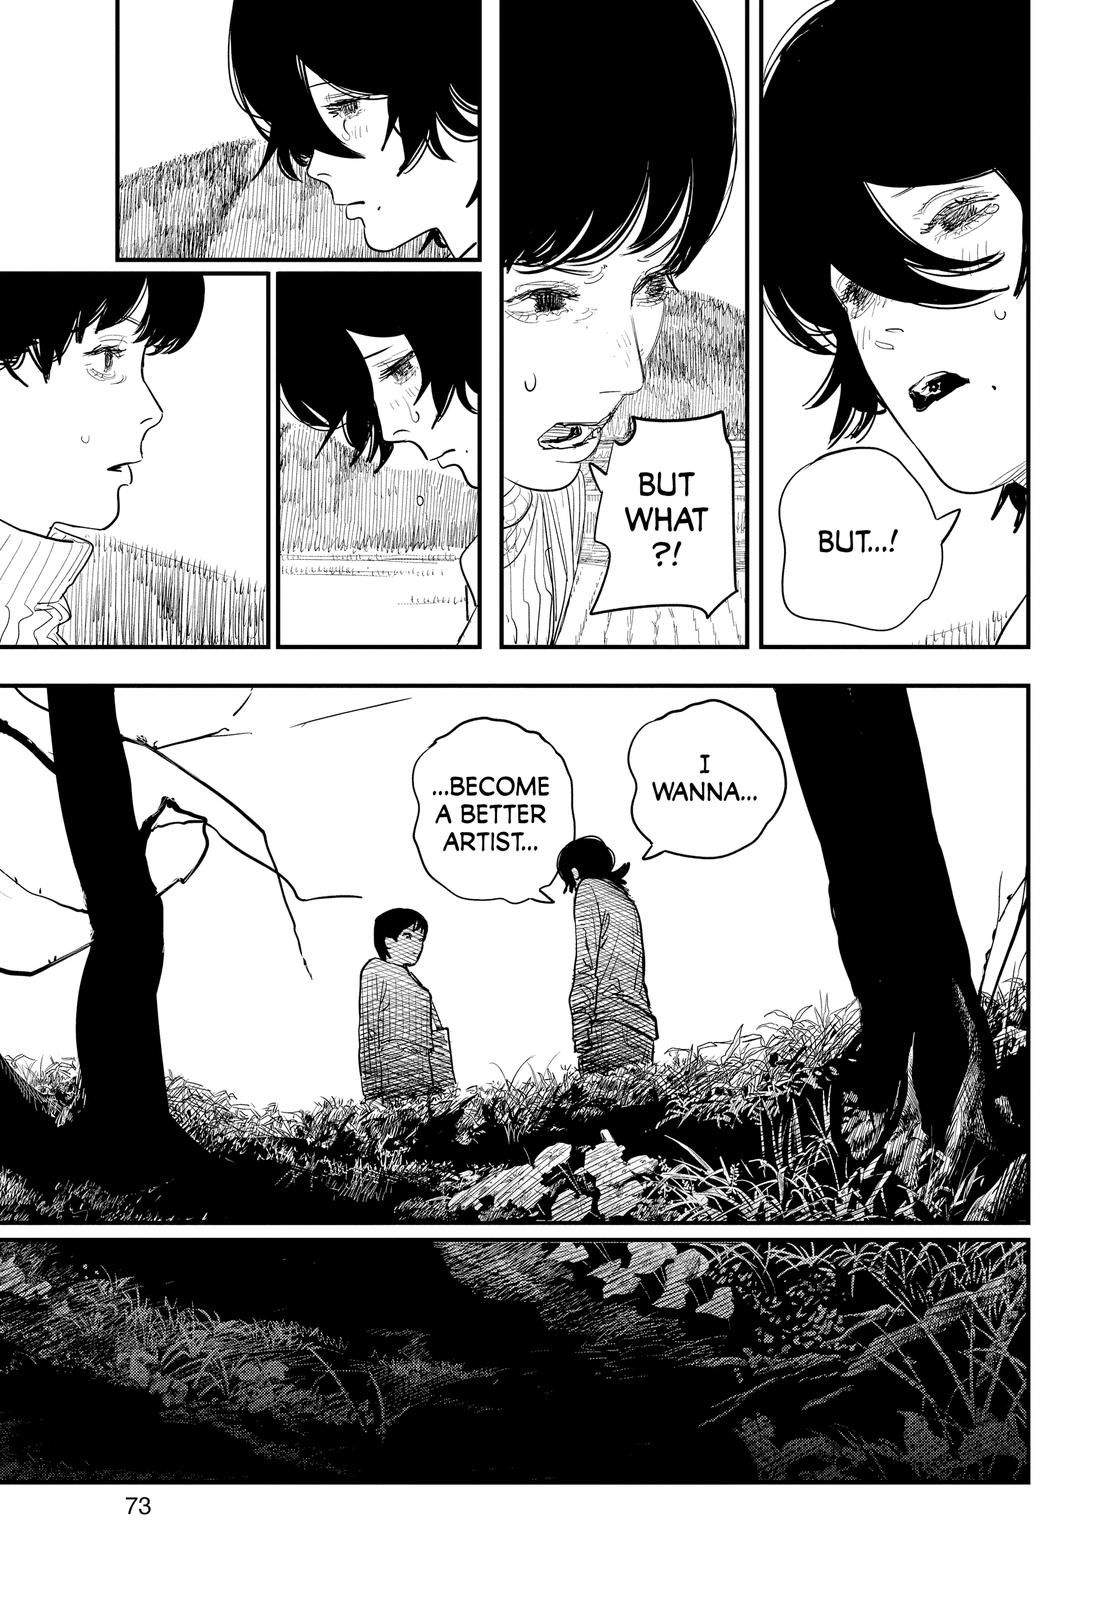 BUT...!
BUT
WHAT
?!
I
WANNA...
...BECOME
A BETTER
ARTIST...
73